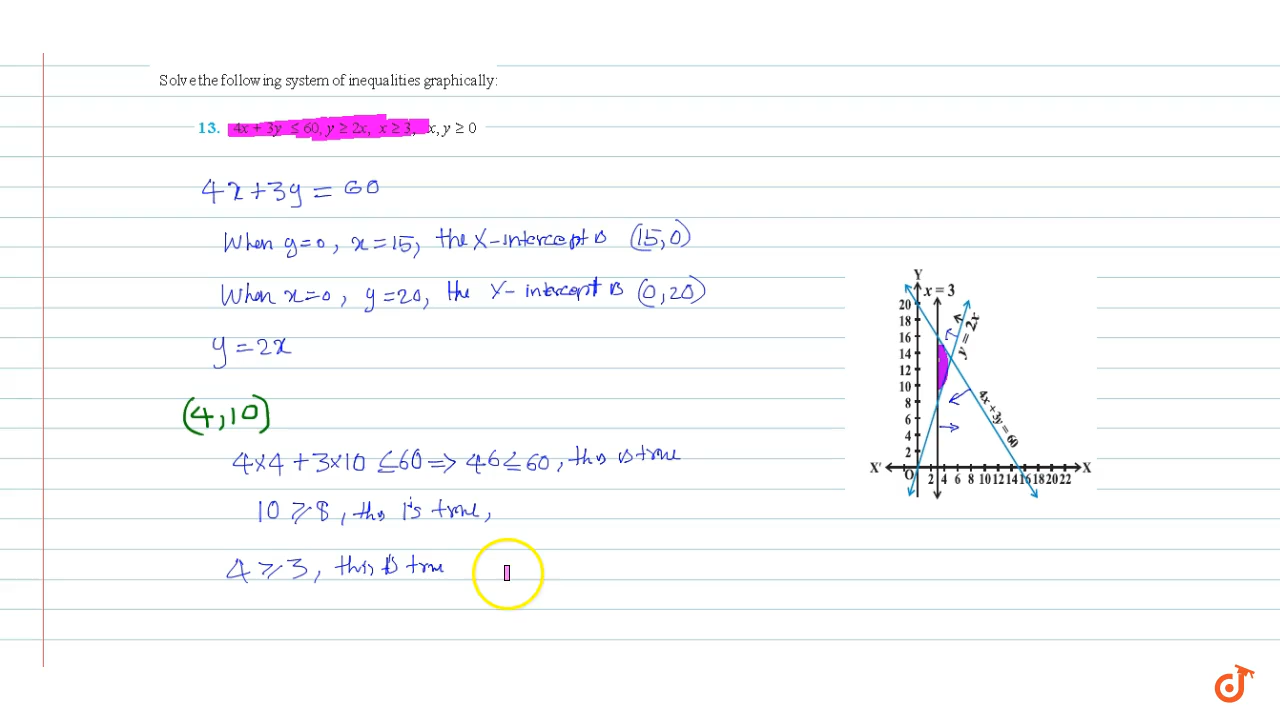 Solve the following system of inequalities graphically:
13. 4x + 3y ≤ 60, y ≥ 2x, x ≥ 3, x, y ≥ 0
4x+3y = 60
When y=0, x=15, the X-intercept is (15,0)
When x=0, y=20, the Y-intercept is (0,20)
y=2x
(4,10)
4×4+3×10 ≤60 => 46≤60, this is true
10 ≥ 8, this is true,
4 ≥ 3, this is true
Y
x = 3
20
18
16
14
12
10
8
6
4
2
y = 2x
4x + 3y = 60
X'
O
2 4 6 8 10 12 14 16 18 20 22
X